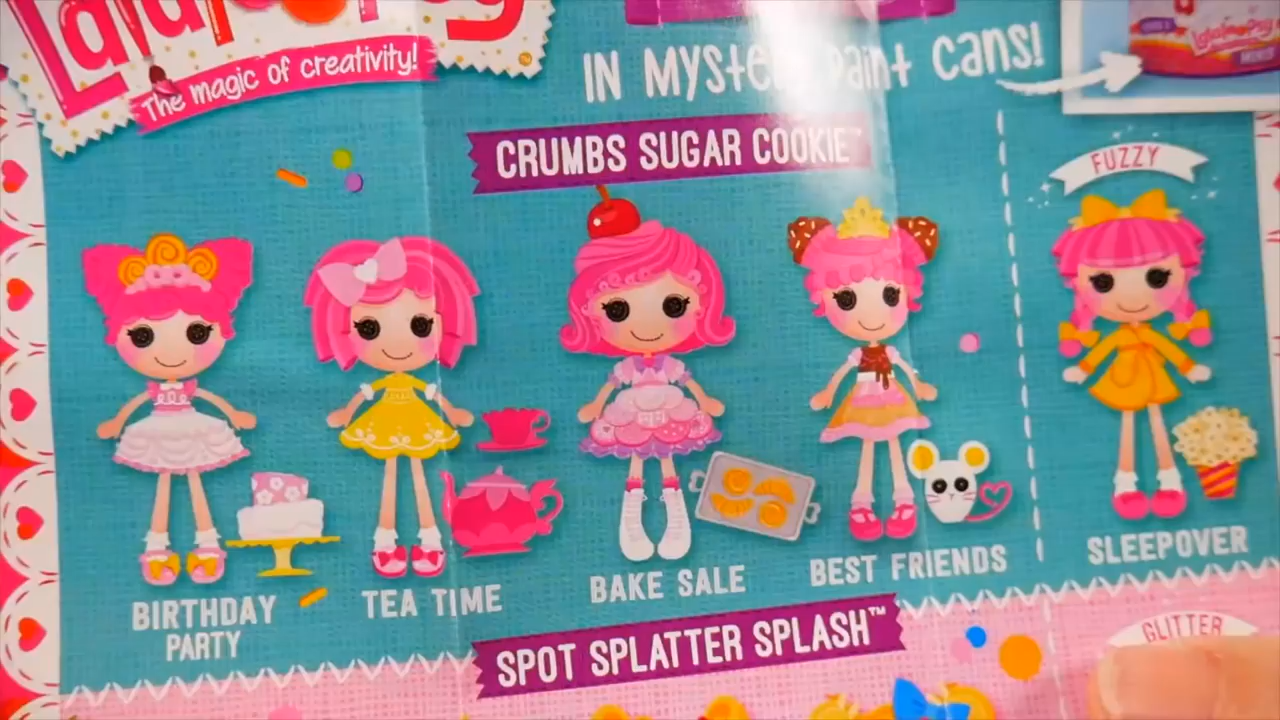 The magic of creativity!
IN MYSTERY paint cans!
CRUMBS SUGAR COOKIE™
FUZZY
BIRTHDAY
PARTY
TEA TIME
BAKE SALE
BEST FRIENDS
SLEEPOVER
SPOT SPLATTER SPLASH™
GLITTER